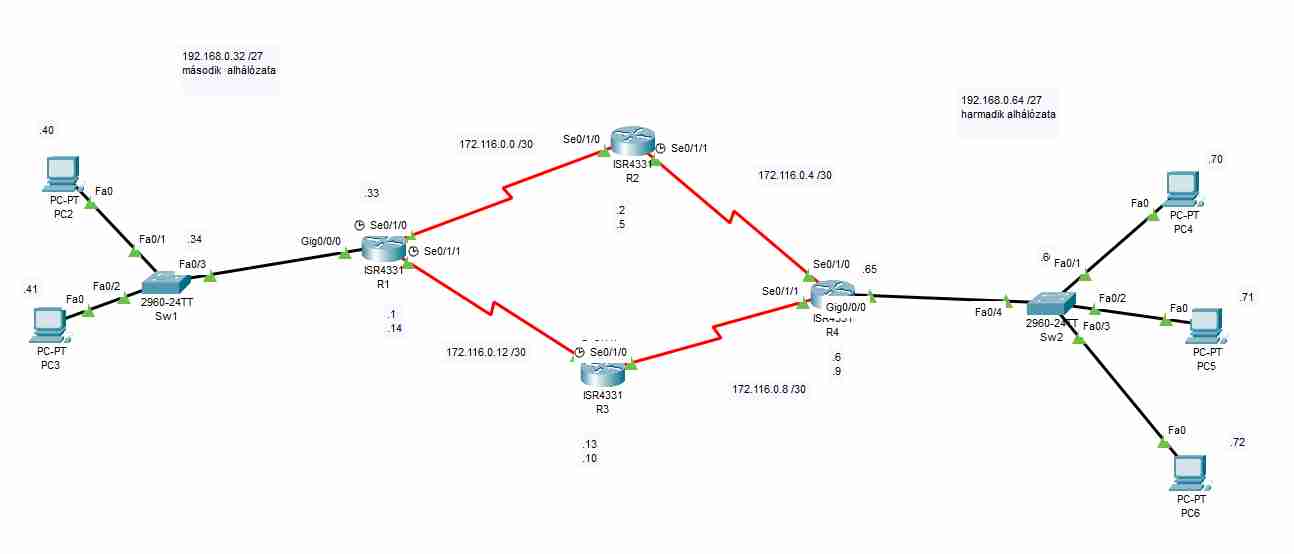 192.168.0.32 /27
második alhálózata
192.168.0.64 /27
harmadik alhálózata
.40
PC-PT
PC2
Fa0
Fa0/1
.34
Fa0/3
.41
Fa0
Fa0/2
2960-24TT
Sw1
PC-PT
PC3
.33
Gig0/0/0
Se0/1/0
Se0/1/1
ISR4331
R1
.1
.14
172.116.0.0 /30
Se0/1/0
Se0/1/1
ISR4331
R2
.2
.5
172.116.0.4 /30
172.116.0.12 /30
Se0/1/0
ISR4331
R3
.13
.10
172.116.0.8 /30
Se0/1/0
.65
Se0/1/1
Gig0/0/0
ISR4331
R4
.6
.9
Fa0/4
Fa0/1
Fa0/2
Fa0/3
2960-24TT
Sw2
.70
Fa0
PC-PT
PC4
.71
Fa0
PC-PT
PC5
.72
Fa0
PC-PT
PC6